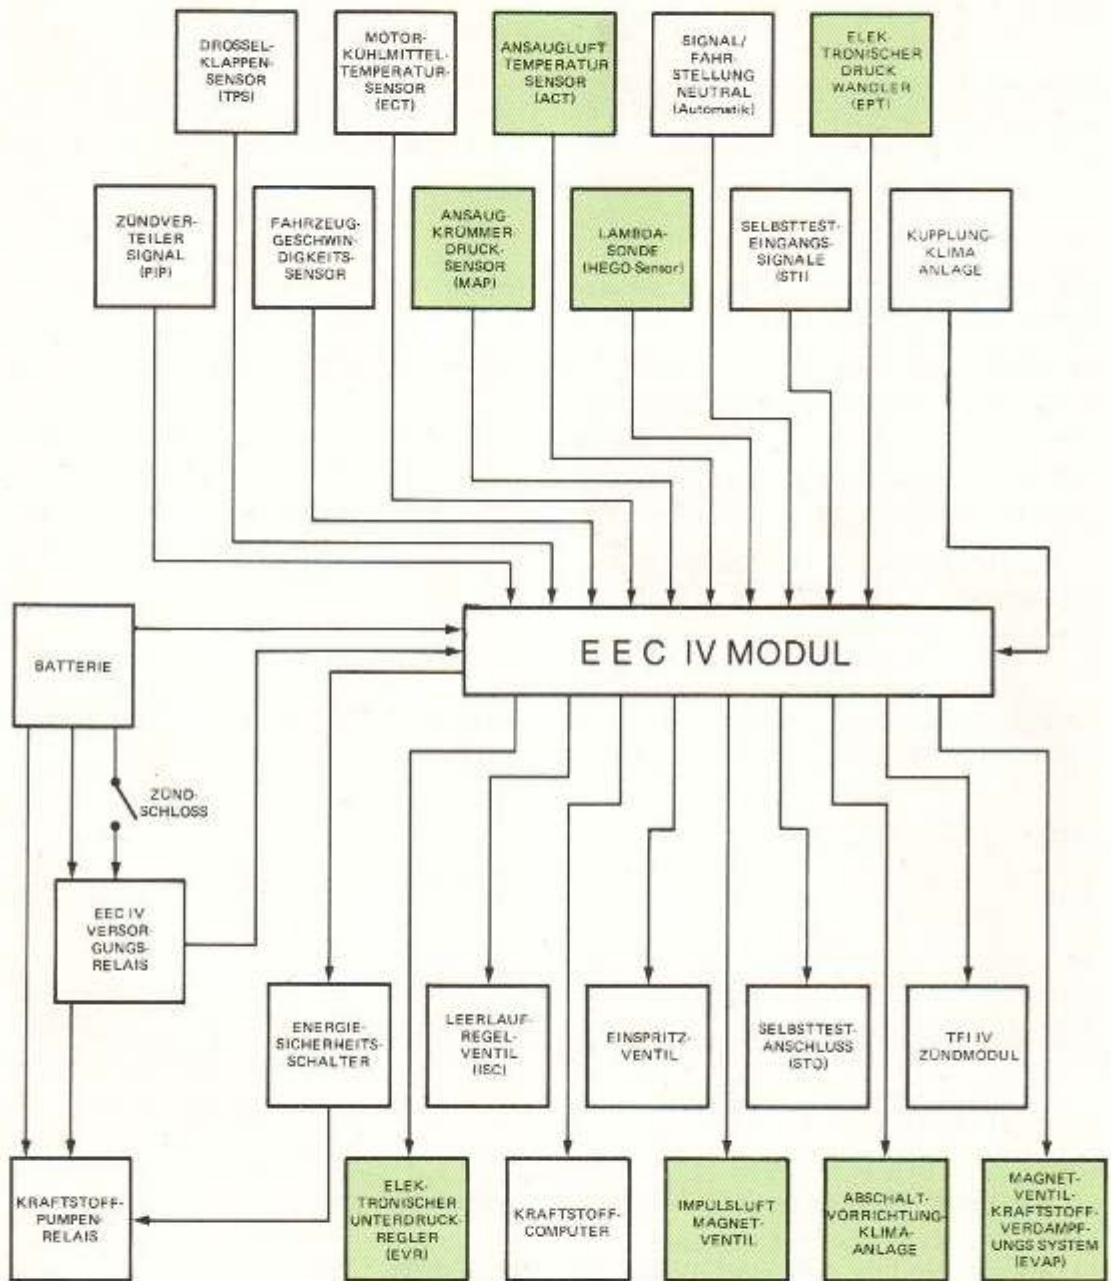 DROSSEL-
KLAPPEN-
SENSOR
(TPS)
MOTOR-
KÜHLMITTEL-
TEMPERATUR-
SENSOR
(ECT)
ANSAUGLUFT
TEMPERATUR
SENSOR
(ACT)
SIGNAL/
FAHR-
STELLUNG
NEUTRAL
(Automatik)
ELEK-
TRONISCHER
DRUCK
WANDLER
(EPT)
ZÜNDVER-
TEILER
SIGNAL
(PIP)
FAHRZEUG-
GESCHWIN-
DIGKEITS-
SENSOR
ANSAUG-
KRÜMMER-
DRUCK-
SENSOR
(MAP)
LAMBDA-
SONDE
(HEGO-Sensor)
SELBSTTEST-
EINGANGS-
SIGNALE
(STI)
KUPPLUNG-
KLIMA
ANLAGE
BATTERIE
EEC IV MODUL
ZÜND-
SCHLOSS
EEC IV
VERSOR-
GUNGS-
RELAIS
ENERGIE-
SICHERHEITS-
SCHALTER
LEERLAUF-
REGEL-
VENTIL
(ISC)
EINSPRITZ-
VENTIL
SELBSTTEST-
ANSCHLUSS
(STO)
TFI IV
ZÜNDMODUL
KRAFTSTOFF-
PUMPEN-
RELAIS
ELEK-
TRONISCHER
UNTERDRUCK-
REGLER
(EVR)
KRAFTSTOFF-
COMPUTER
IMPULSLUFT
MAGNET-
VENTIL
ABSCHALT-
VORRICHTUNG-
KLIMA-
ANLAGE
MAGNET-
VENTIL-
KRAFTSTOFF-
VERDAMPF-
UNGS SYSTEM
(EVAP)